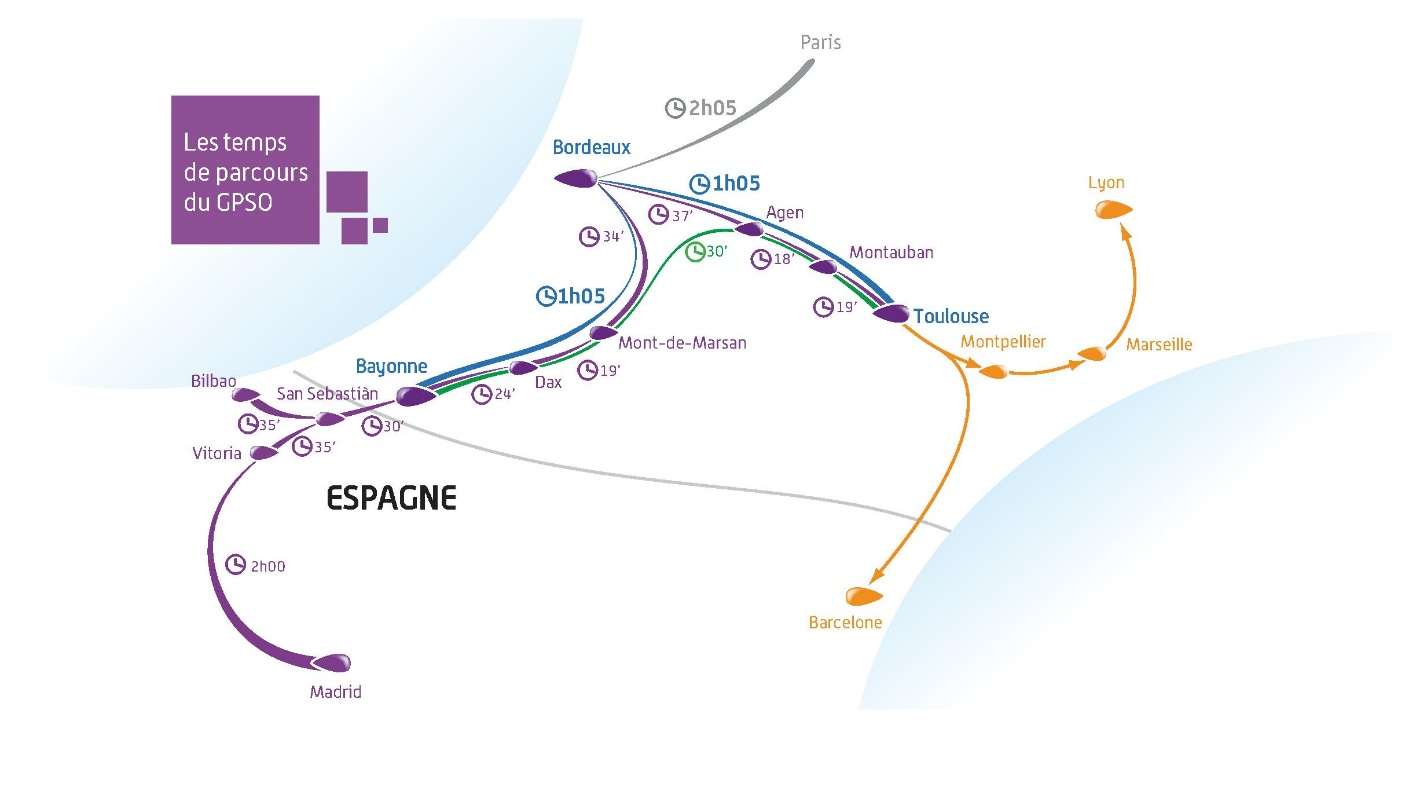 Paris
2h05
Les temps
de parcours
du GPSO
Bordeaux
1h05
Lyon
37'
Agen
34'
30'
18'
Montauban
1h05
19'
Toulouse
Montpellier
Marseille
Mont-de-Marsan
Bayonne
19'
Dax
Bilbao
San Sebastiàn
24'
35'
30'
35'
Vitoria
ESPAGNE
2h00
Barcelone
Madrid